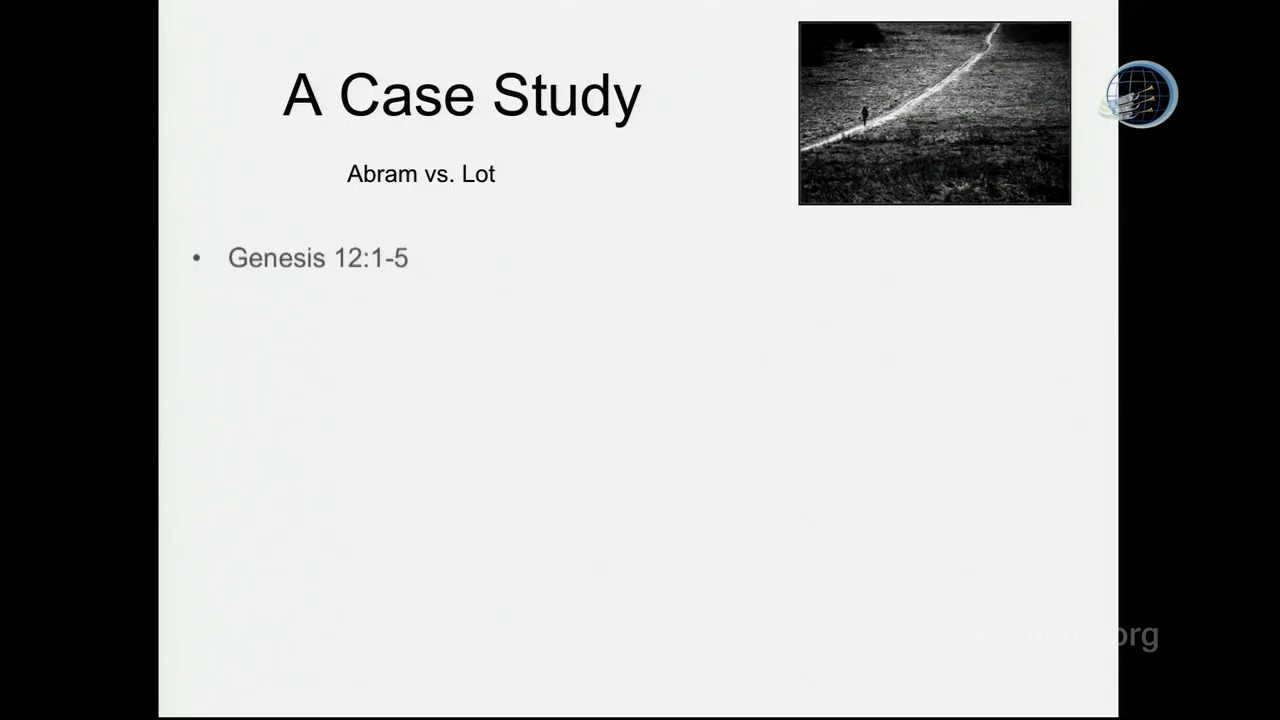 A Case Study
Abram vs. Lot
• Genesis 12:1-5